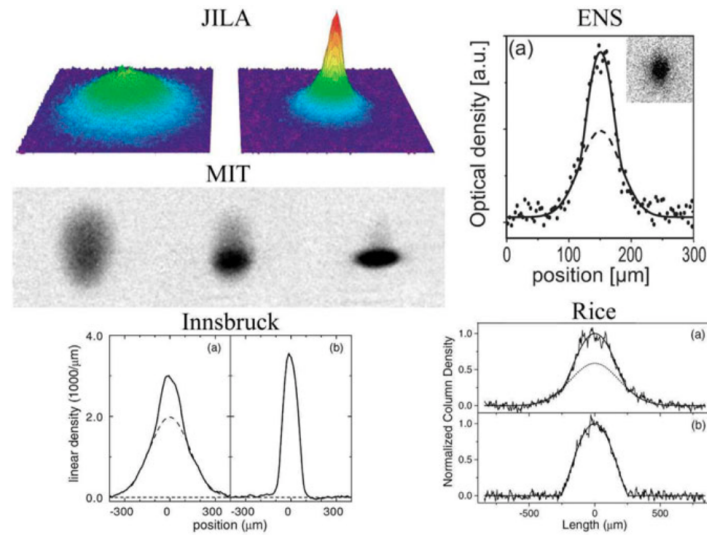 JILA
ENS
(a)
Optical density [a.u.]
0 100 200 300
position [µm]
MIT
Innsbruck
linear density (1000/µm)
4.0
2.0
0.0
(a)
(b)
-300 0 300 -300 0 300
position (µm)
Rice
Normalized Column Density
1.0
0.5
0.0
(a)
1.0
0.5
0.0
(b)
-500 0 500
Length (µm)